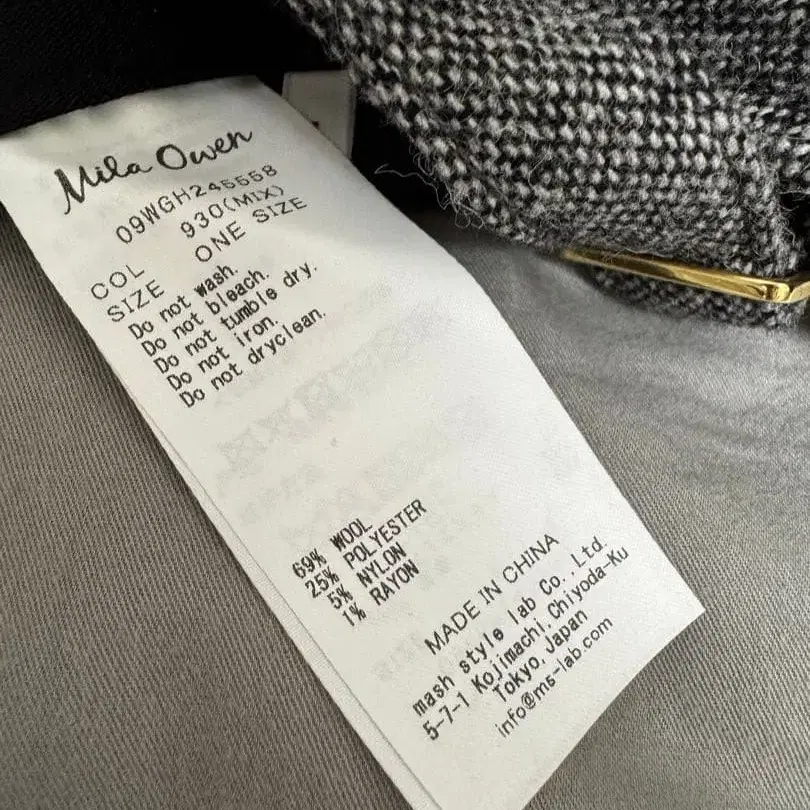 Mila Owen
09WGH245558
COL 930(MIX)
SIZE ONE SIZE
Do not wash.
Do not bleach.
Do not tumble dry.
Do not iron.
Do not dryclean.
69% WOOL
25% POLYESTER
5% NYLON
1% RAYON
MADE IN CHINA
mash style lab Co.,Ltd.
5-7-1 Kojimachi,Chiyoda-Ku
Tokyo,Japan
info@ms-lab.com